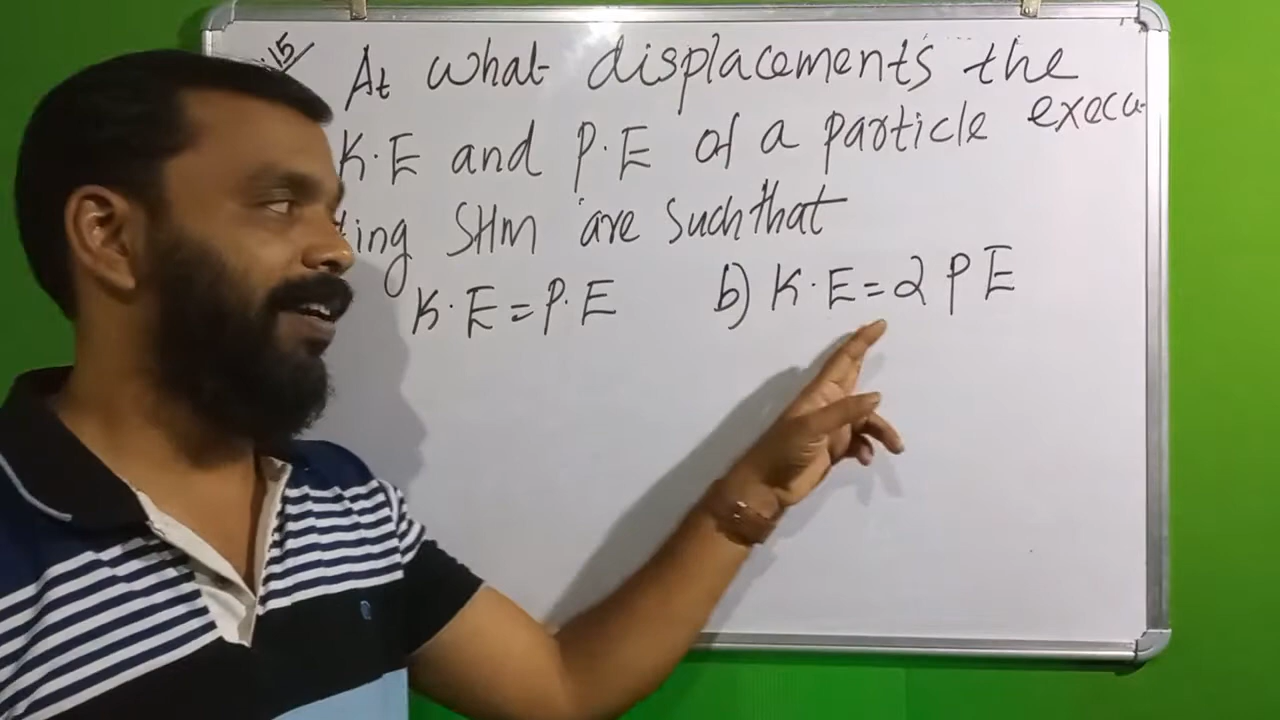 15
At what displacements the
K.E and P.E of a particle execu-
ting SHM are such that
K.E = P.E b) K.E = 2 P E